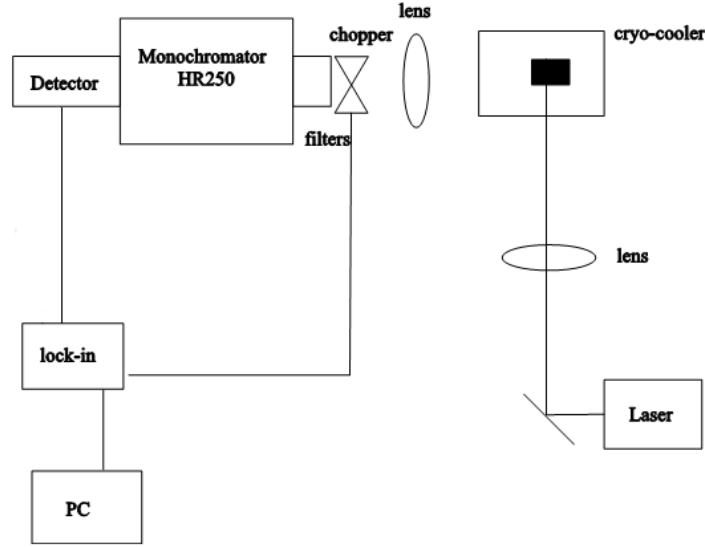 lens
chopper
cryo-cooler
Monochromator
HR250
Detector
filters
lens
lock-in
Laser
PC